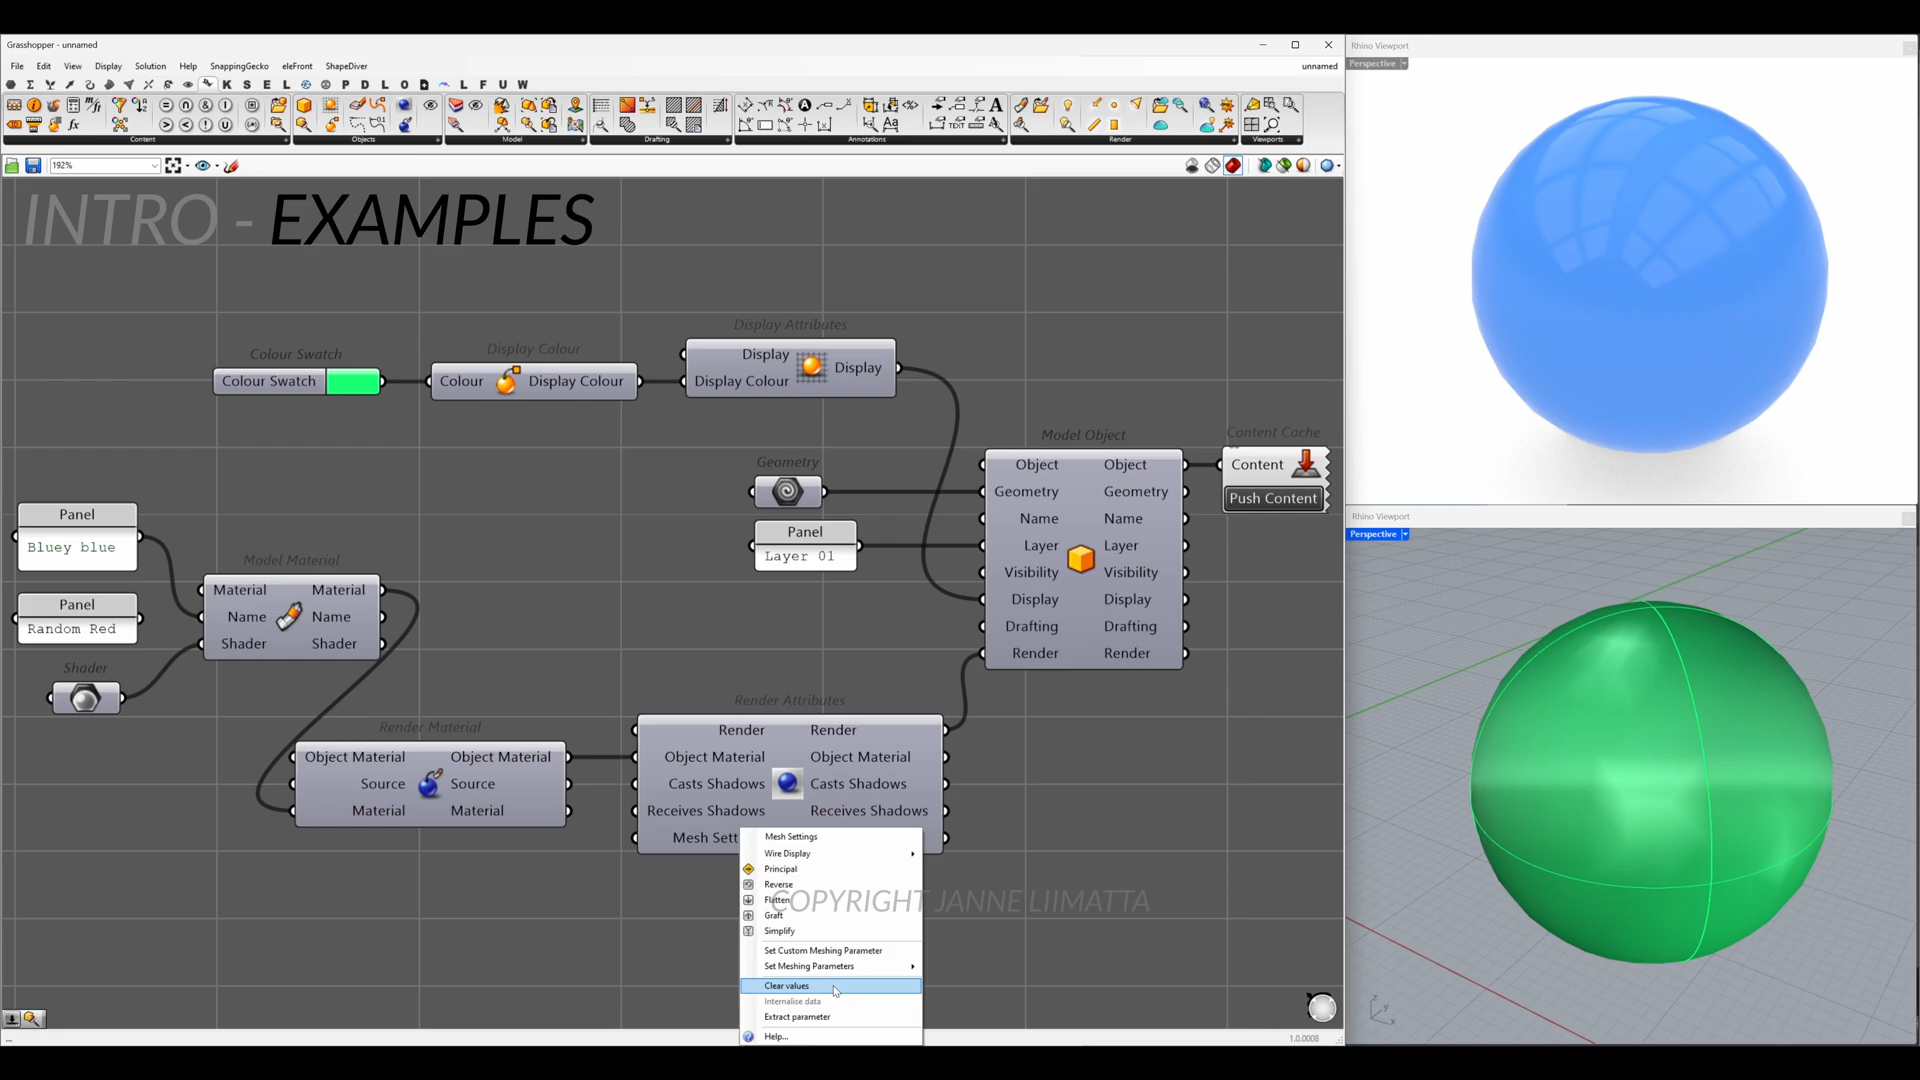 Grasshopper - unnamed
File Edit View Display Solution Help SnappingGecko eleFront ShapeDiver
unnamed
K S E L P D L O L F U W
Content Objects Model Drafting Annotations Render Viewports
192%
INTRO - EXAMPLES
Colour Swatch
Colour Swatch
Display Colour
Colour Display Colour
Display Attributes
Display
Display Colour
Display
Geometry
Panel
Layer 01
Model Object
Object Object
Geometry Geometry
Name Name
Layer Layer
Visibility Visibility
Display Display
Drafting Drafting
Render Render
Content Cache
Content
Push Content
Panel
Bluey blue
Panel
Random Red
Shader
Model Material
Material Material
Name Name
Shader Shader
Render Material
Object Material Object Material
Source Source
Material Material
Render Attributes
Render Render
Object Material Object Material
Casts Shadows Casts Shadows
Receives Shadows Receives Shadows
Mesh Sett
Mesh Settings
Wire Display
Principal
Reverse
Flatten
Graft
Simplify
Set Custom Meshing Parameter
Set Meshing Parameters
Clear values
Internalise data
Extract parameter
Help...
COPYRIGHT JANNE LIIMATTA
...
1.0.0008
Rhino Viewport
Perspective
Rhino Viewport
Perspective
z
y
x